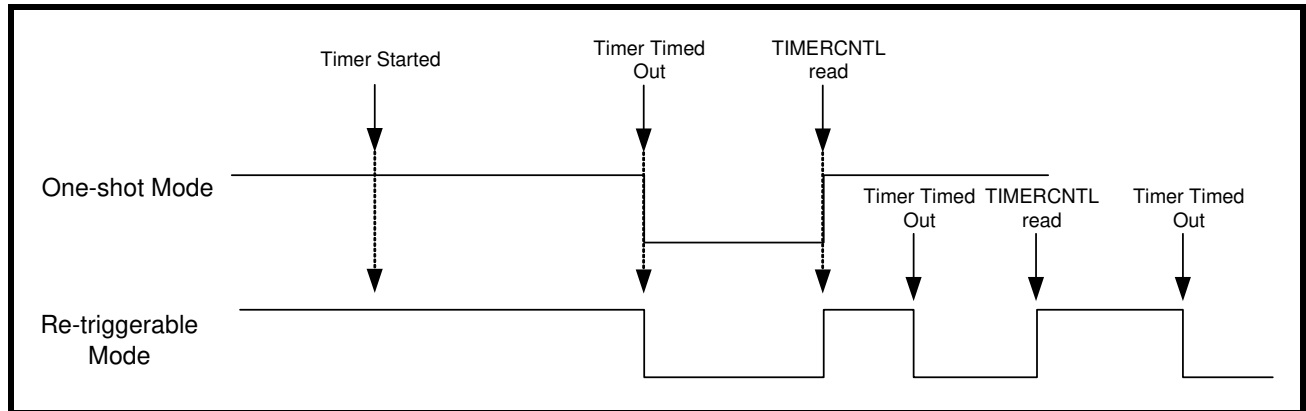 Timer Started
Timer Timed
Out
TIMERCNTL
read
One-shot Mode
Timer Timed
Out
TIMERCNTL
read
Timer Timed
Out
Re-triggerable
Mode